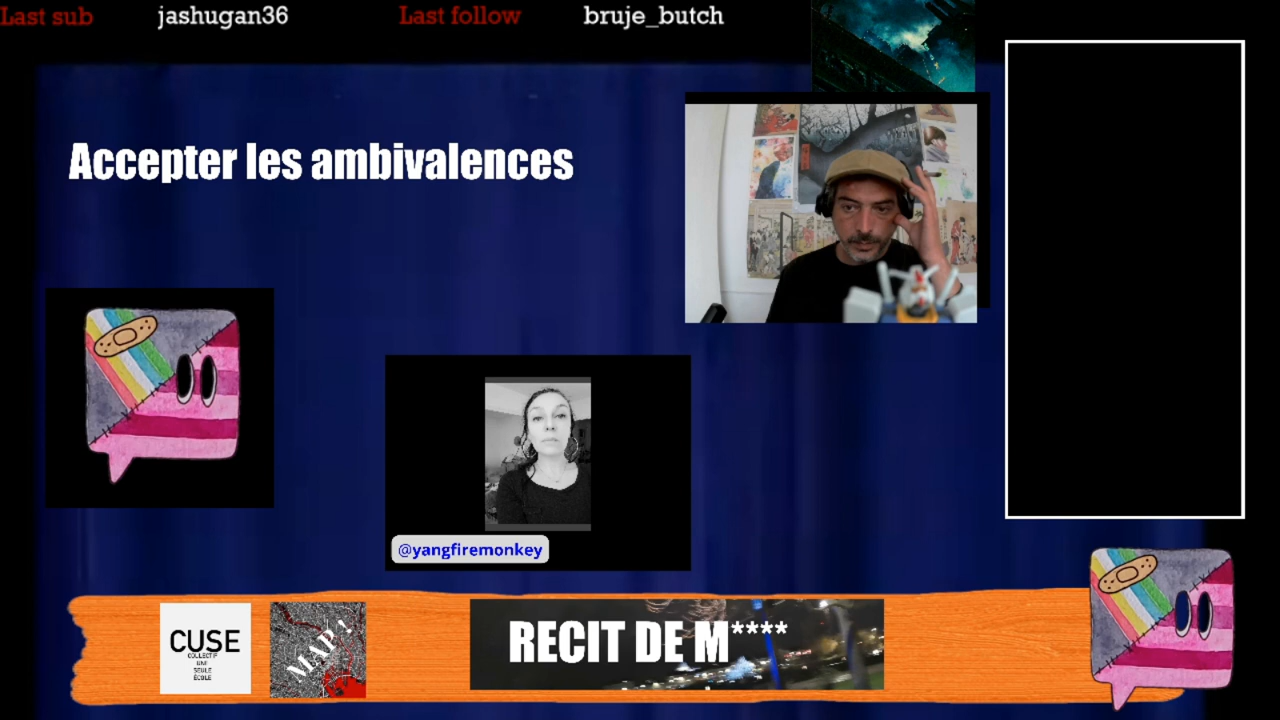 Last sub jashugan36 Last follow bruje_butch
Accepter les ambivalences
@yangfiremonkey
CUSE
COLLECTIF
UNE
SEULE
ÉCOLE
MAP !
RECIT DE M****